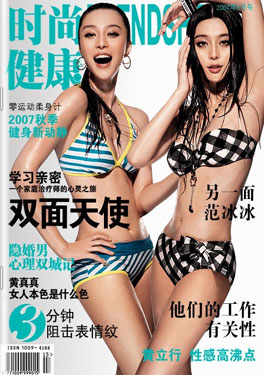 时尚
健康
零运动柔身计
2007秋季
健身新动静
学习亲密
一个家庭治疗师的心灵之旅
双面天使
另一面
范冰冰
隐婚男
心理双城记
黄真真
女人本色是什么色
3分钟
阻击表情纹
他们的工作
有关性
黄立行 性感高沸点
ISSN 1009-4184